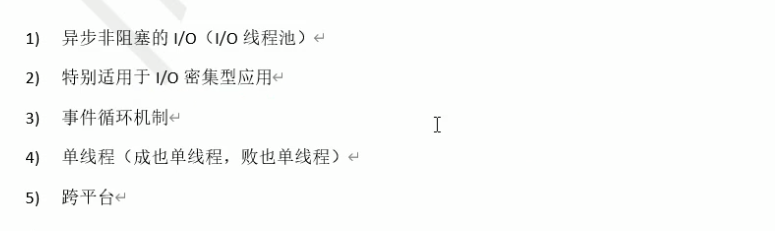 1) 异步非阻塞的 I/O（I/O 线程池）
2) 特别适用于 I/O 密集型应用
3) 事件循环机制
4) 单线程（成也单线程，败也单线程）
5) 跨平台